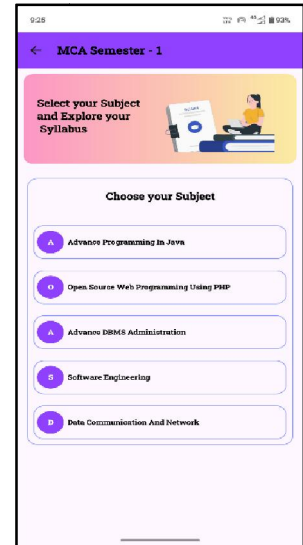 9:25
93%
MCA Semester - 1
Select your Subject
and Explore your
Syllabus
Choose your Subject
A Advance Programming In Java
O Open Source Web Programming Using PHP
A Advance DBMS Administration
S Software Engineering
D Data Communication And Network